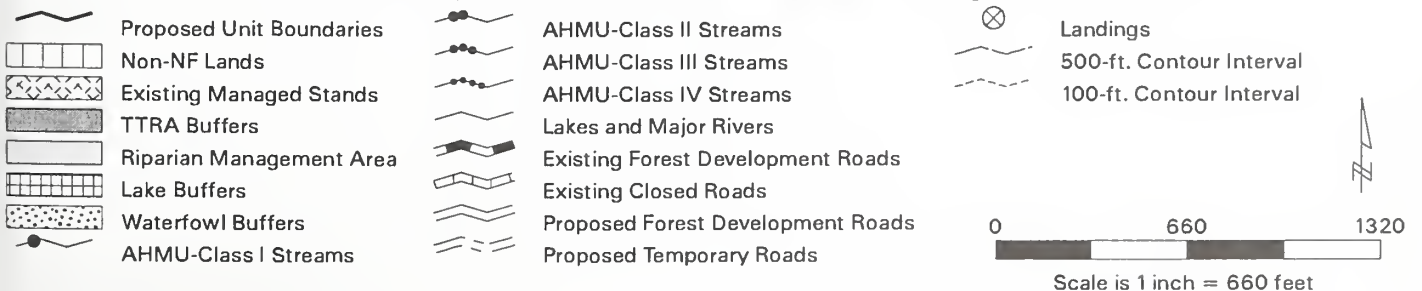 Proposed Unit Boundaries
Non-NF Lands
Existing Managed Stands
TTRA Buffers
Riparian Management Area
Lake Buffers
Waterfowl Buffers
AHMU-Class I Streams
AHMU-Class II Streams
AHMU-Class III Streams
AHMU-Class IV Streams
Lakes and Major Rivers
Existing Forest Development Roads
Existing Closed Roads
Proposed Forest Development Roads
Proposed Temporary Roads
Landings
500-ft. Contour Interval
100-ft. Contour Interval
0 660 1320
Scale is 1 inch = 660 feet